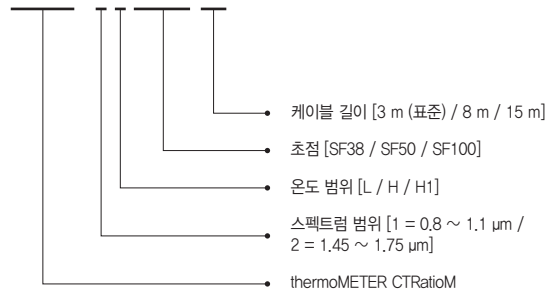 케이블 길이 [3 m (표준) / 8 m / 15 m]
초점 [SF38 / SF50 / SF100]
온도 범위 [L / H / H1]
스펙트럼 범위 [1 = 0.8 ～ 1.1 μm /
2 = 1.45 ～ 1.75 μm]
thermoMETER CTRatioM